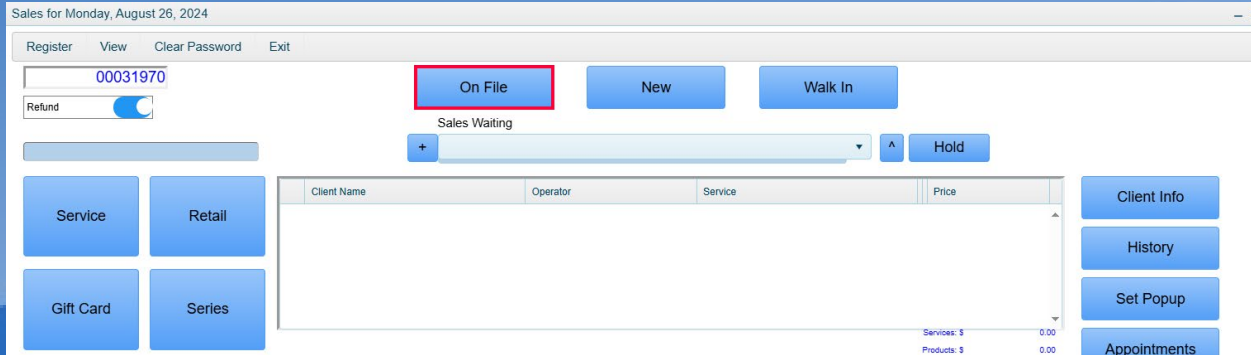 Sales for Monday, August 26, 2024
Register View Clear Password Exit
00031970
On File New Walk In
Refund
Sales Waiting
+ ^ Hold
Client Name Operator Service Price
Client Info
Service Retail
History
Gift Card Series
Set Popup
Services: $ 0.00
Products: $ 0.00
Appointments